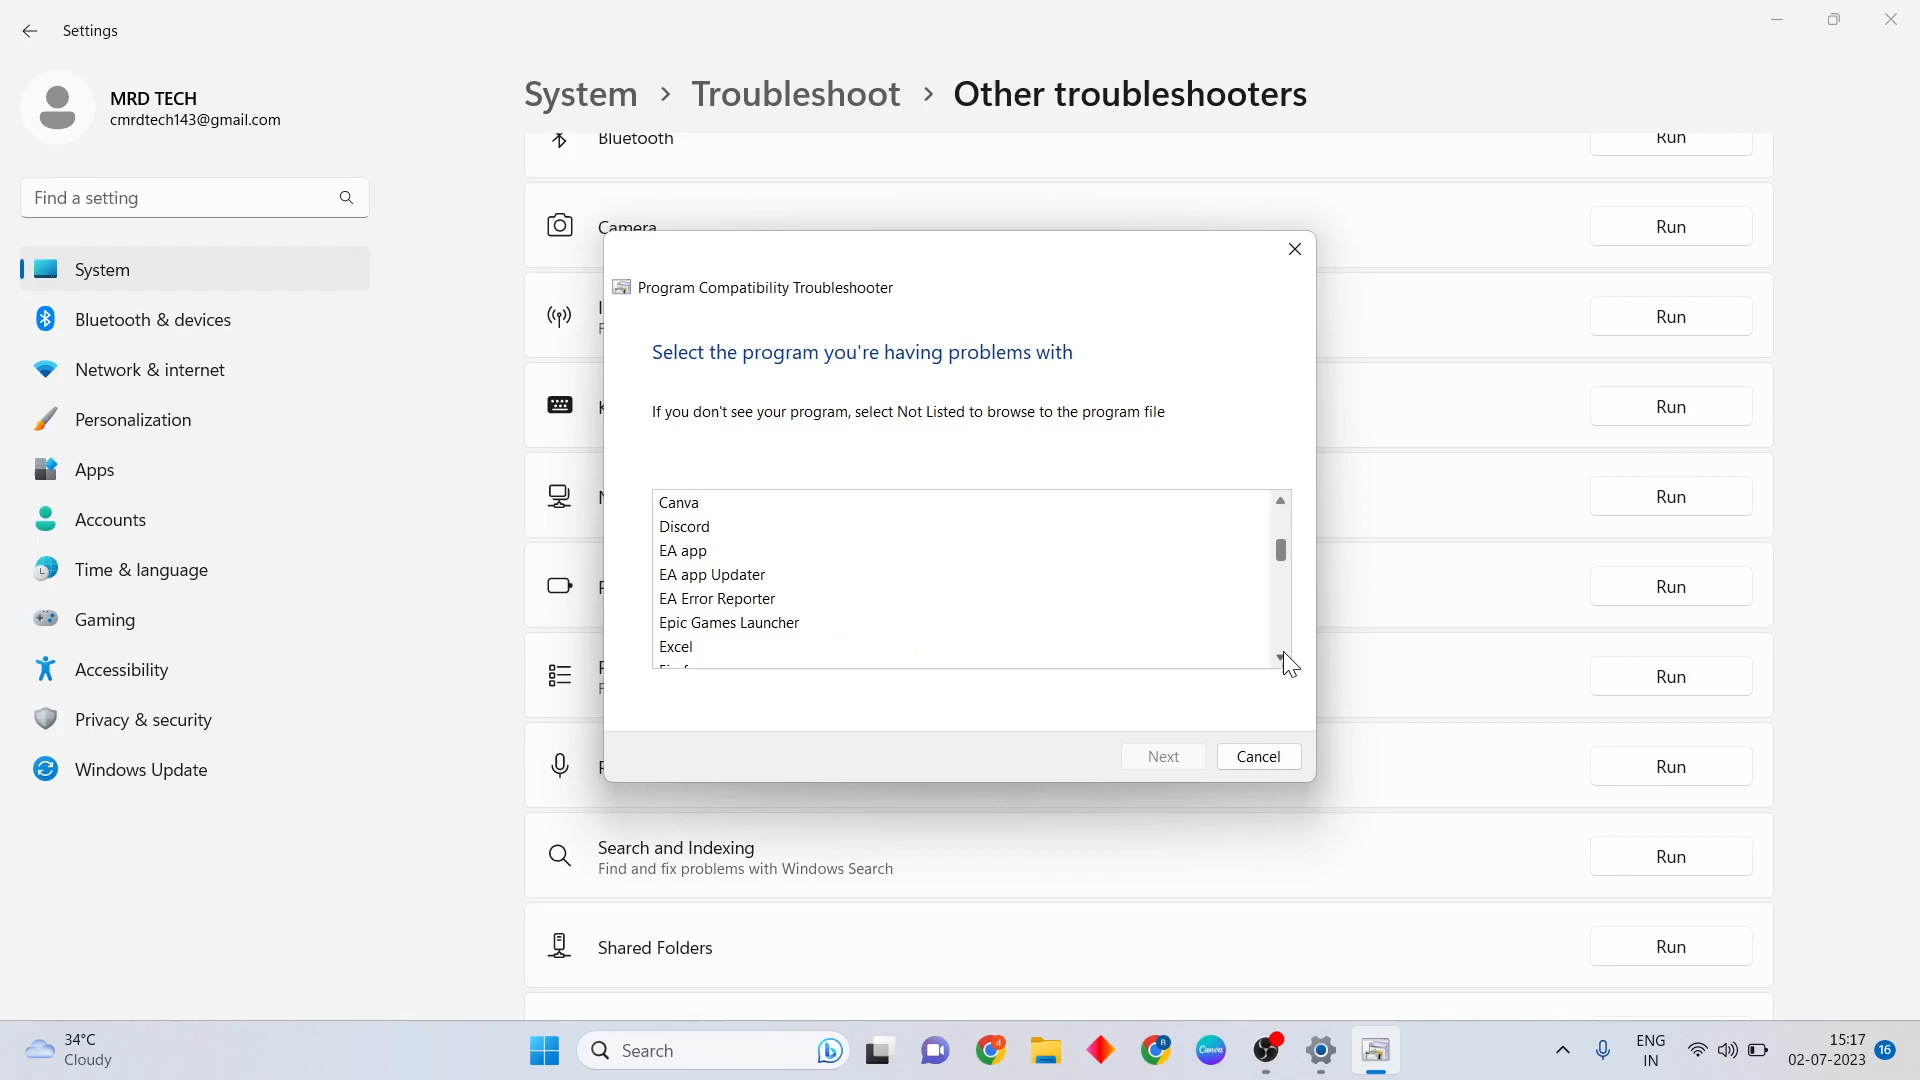 Settings
MRD TECH
cmrdtech143@gmail.com
Find a setting
System
Bluetooth & devices
Network & internet
Personalization
Apps
Accounts
Time & language
Gaming
Accessibility
Privacy & security
Windows Update
System > Troubleshoot > Other troubleshooters
Bluetooth
Run
Camera
Run
Run
Run
Run
Run
Run
Run
Program Compatibility Troubleshooter
Select the program you're having problems with
If you don't see your program, select Not Listed to browse to the program file
Canva
Discord
EA app
EA app Updater
EA Error Reporter
Epic Games Launcher
Excel
Next
Cancel
Search and Indexing
Find and fix problems with Windows Search
Run
Shared Folders
Run
34°C
Cloudy
Search
Canva
ENG
IN
15:17
02-07-2023
16